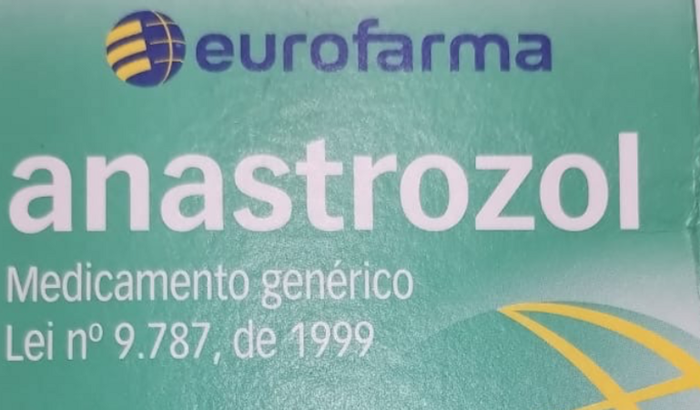 eurofarma
anastrozol
Medicamento genérico
Lei nº 9.787, de 1999